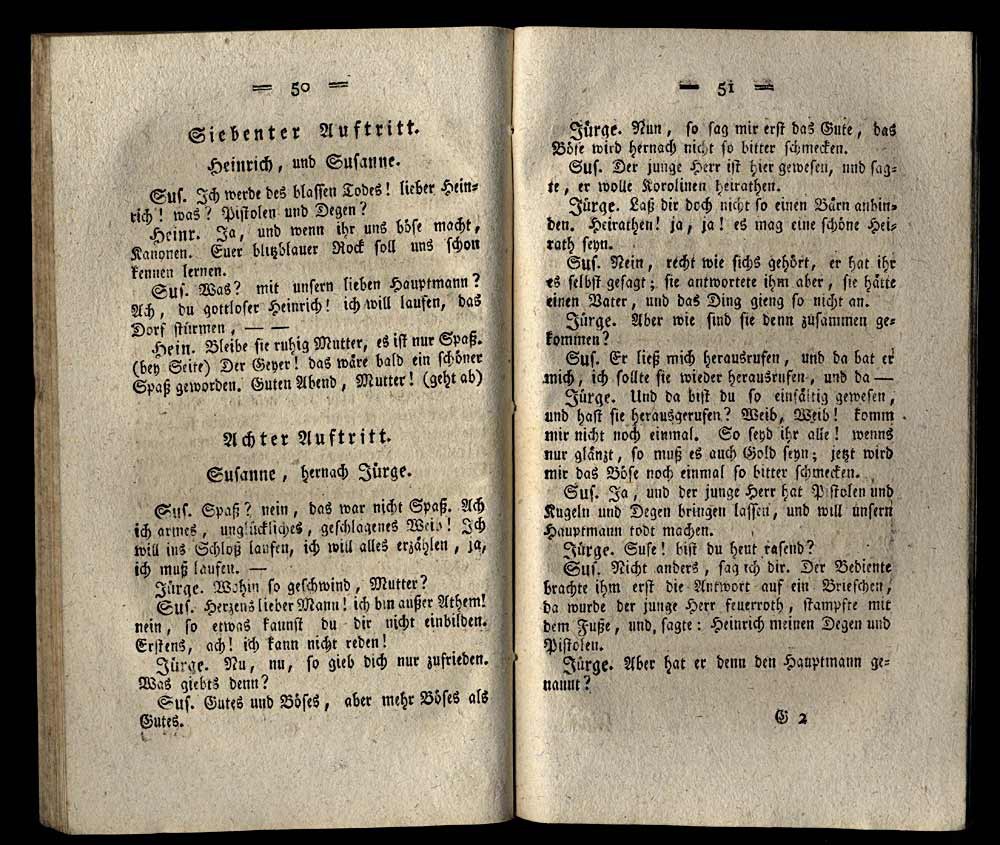 = 50 =
Siebenter Auftritt.
Heinrich, und Susanne.
Sus. Ich werde des blassen Todes! lieber Hein-
rich! was? Pistolen und Degen?
Heinr. Ja, und wenn ihr uns böse macht,
Kanonen. Euer blitzblauer Rock soll uns schon
kennen lernen.
Sus. Was? mit unsern lieben Hauptmann?
Ach, du gottloser Heinrich! ich will laufen, das
Dorf stürmen, — —
Hein. Bleibe sie ruhig Mutter, es ist nur Spaß.
(bey Seite) Der Geyer! das wäre bald ein schöner
Spaß geworden. Guten Abend, Mutter! (geht ab)
Achter Auftritt.
Susanne, hernach Jürge.
Sus. Spaß? nein, das war nicht Spaß. Ach
ich armes, unglückliches, geschlagenes Weib! Ich
will ins Schloß laufen, ich will alles erzählen, ja,
ich muß laufen. —
Jürge. Wohin so geschwind, Mutter?
Sus. Herzens lieber Mann! ich bin außer Athem!
nein, so etwas kannst du dir nicht einbilden.
Erstens, ach! ich kann nicht reden!
Jürge. Nu, nu, so gieb dich nur zufrieden.
Was giebts denn?
Sus. Gutes und Böses, aber mehr Böses als
Gutes.
= 51 =
Jürge. Nun, so sag mir erst das Gute, das
Böse wird hernach nicht so bitter schmecken.
Sus. Der junge Herr ist hier gewesen, und sag-
te, er wolle Korolinen heirathen.
Jürge. Laß dir doch nicht so einen Bärn anbin-
den. Heirathen! ja, ja! es mag eine schöne Hei-
rath seyn.
Sus. Nein, recht wie sichs gehört, er hat ihr
es selbst gesagt; sie antwortete ihm aber, sie hätte
einen Vater, und das Ding gieng so nicht an.
Jürge. Aber wie sind sie denn zusammen ge-
kommen?
Sus. Er ließ mich herausrufen, und da bat er
mich, ich sollte sie wieder herausrufen, und da —
Jürge. Und da bist du so einfältig gewesen,
und hast sie herausgerufen? Weib, Weib! komm
mir nicht noch einmal. So seyd ihr alle! wenns
nur glänzt, so muß es auch Gold seyn; jetzt wird
mir das Böse noch einmal so bitter schmecken.
Sus. Ja, und der junge Herr hat Pistolen und
Kugeln und Degen bringen lassen, und will unsern
Hauptmann todt machen.
Jürge. Suse! bist du heut rasend?
Sus. Nicht anders, sag ich dir. Der Bediente
brachte ihm erst die Antwort auf ein Brieschen,
da wurde der junge Herr feuerroth, stampfte mit
dem Fuße, und, sagte: Heinrich meinen Degen und
Pistolen.
Jürge. Aber hat er denn den Hauptmann ge-
nannt?
G 2